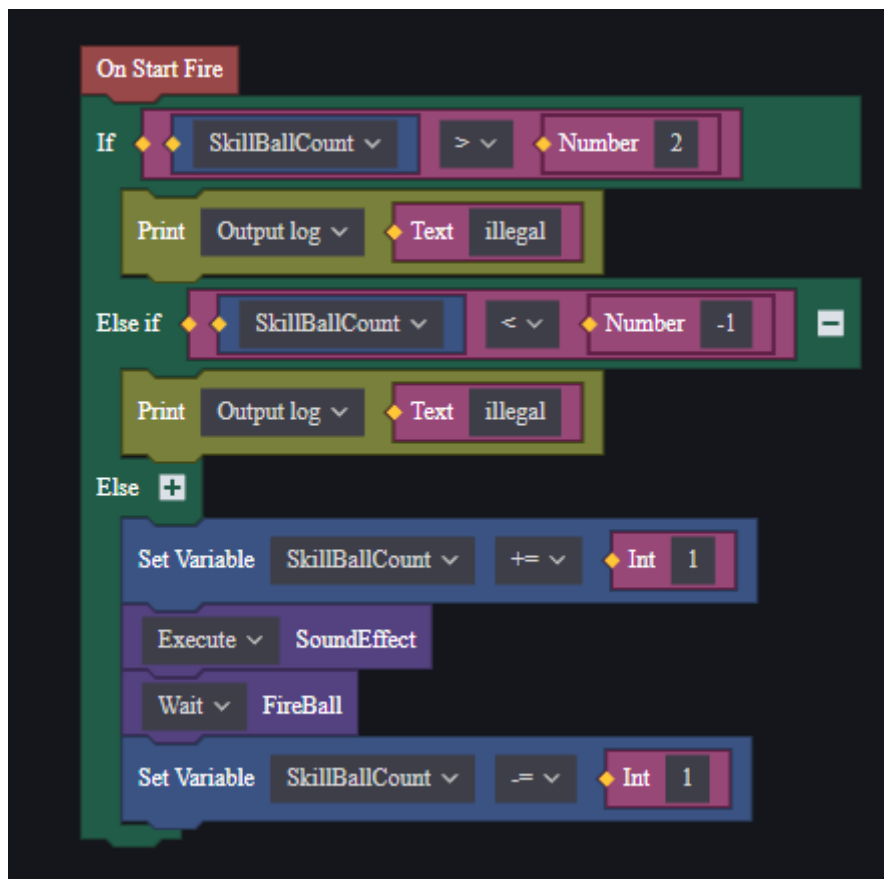 On Start Fire
If SkillBallCount > Number 2
Print Output log Text illegal
Else if SkillBallCount < Number -1
Print Output log Text illegal
Else
Set Variable SkillBallCount += Int 1
Execute SoundEffect
Wait FireBall
Set Variable SkillBallCount -= Int 1